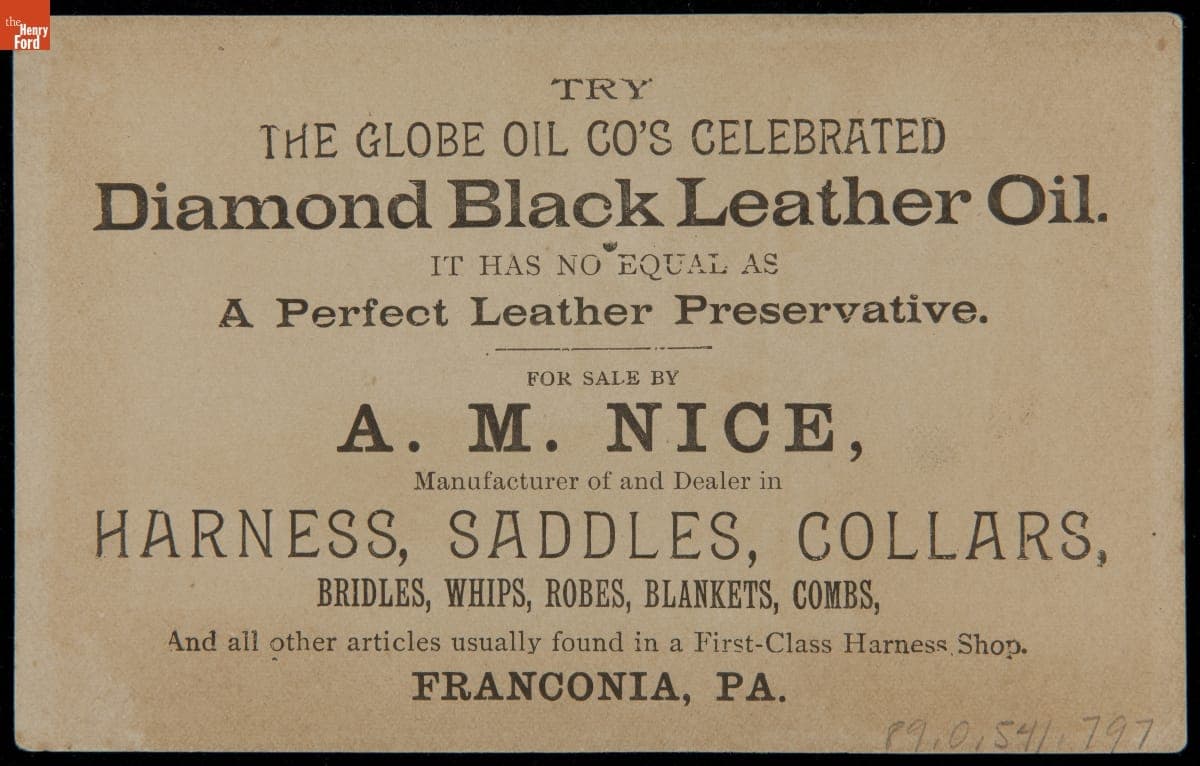 the
Henry
Ford
TRY
THE GLOBE OIL CO'S CELEBRATED
Diamond Black Leather Oil.
IT HAS NO EQUAL AS
A Perfect Leather Preservative.
FOR SALE BY
A. M. NICE,
Manufacturer of and Dealer in
HARNESS, SADDLES, COLLARS,
BRIDLES, WHIPS, ROBES, BLANKETS, COMBS,
And all other articles usually found in a First-Class Harness Shop.
FRANCONIA, PA.
89.0.541.797